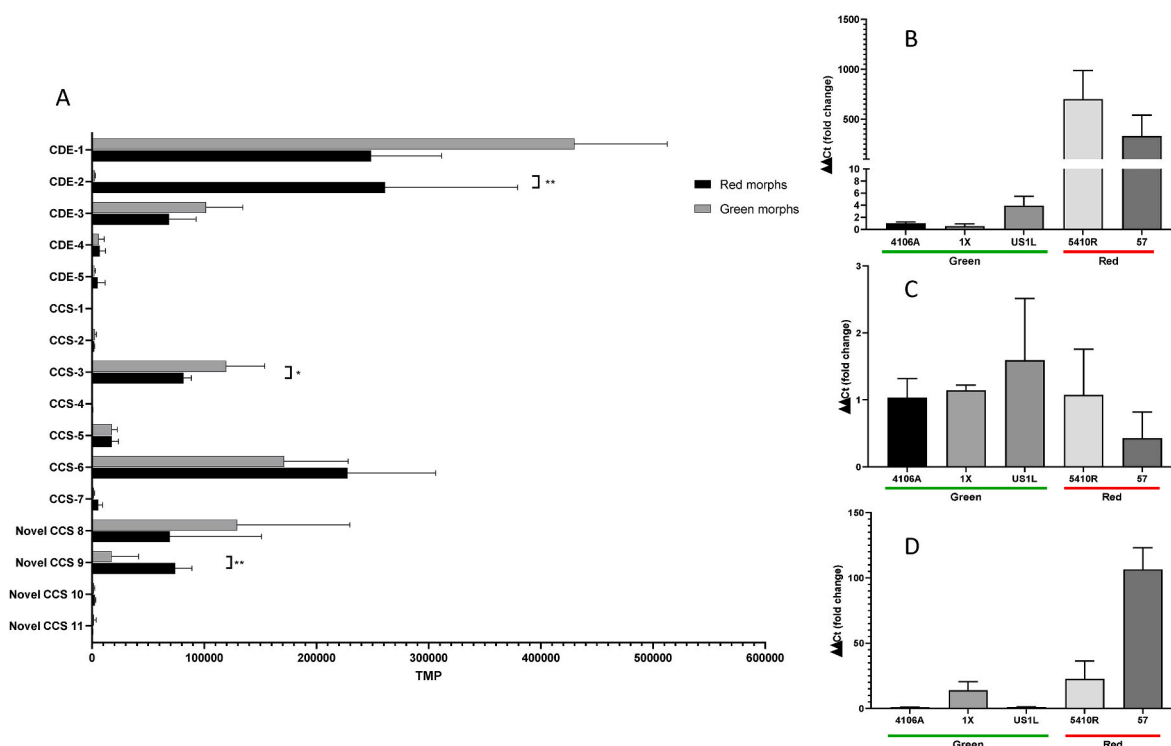 A
CDE-1
CDE-2
CDE-3
CDE-4
CDE-5
CCS-1
CCS-2
CCS-3
CCS-4
CCS-5
CCS-6
CCS-7
Novel CCS 8
Novel CCS 9
Novel CCS 10
Novel CCS 11
**
*
**
Red morphs
Green morphs
0 100000 200000 300000 400000 500000 600000
TMP
B
▲▲Ct (fold change)
1500
1000
500
10
8
6
4
2
0
4106A 1X US1L 5410R 57
Green Red
C
▲▲Ct (fold change)
3
2
1
0
4106A 1X US1L 5410R 57
Green Red
D
▲▲Ct (fold change)
150
100
50
0
4106A 1X US1L 5410R 57
Green Red